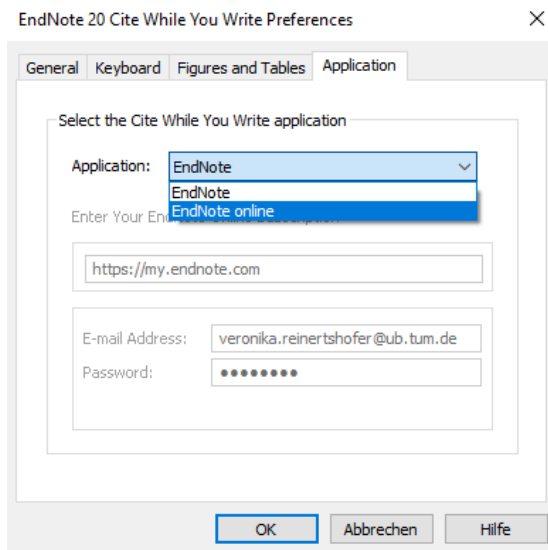 EndNote 20 Cite While You Write Preferences
General Keyboard Figures and Tables Application
Select the Cite While You Write application
Application: EndNote
EndNote
EndNote online
Enter Your End
https://my.endnote.com
E-mail Address: veronika.reinertshofer@ub.tum.de
Password: ●●●●●●●●
OK Abbrechen Hilfe